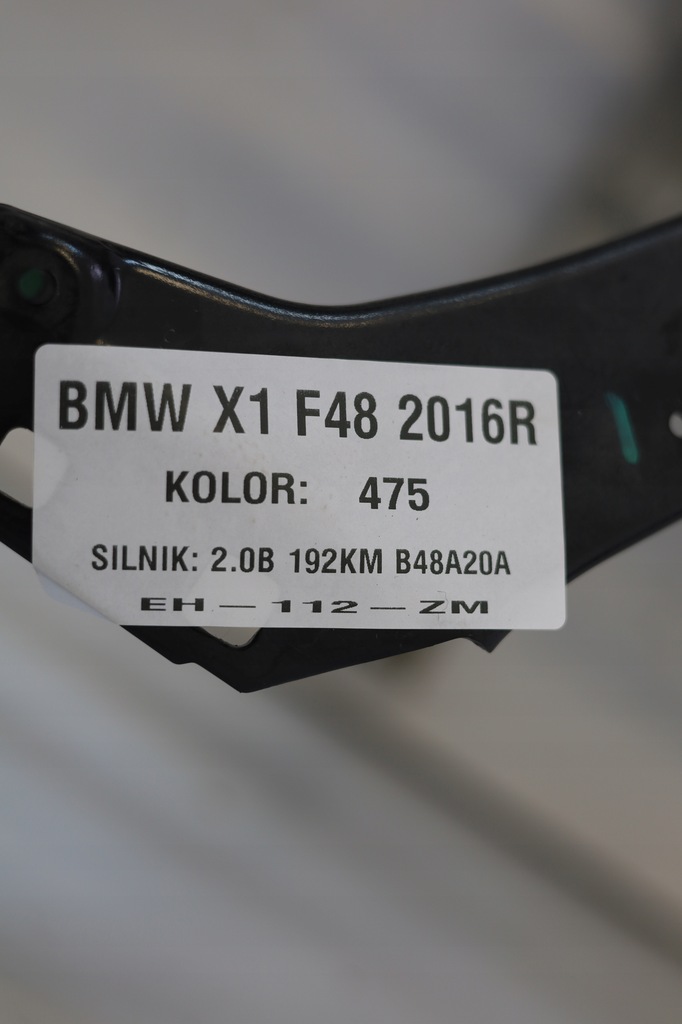 BMW X1 F48 2016R
KOLOR: 475
SILNIK: 2.0B 192KM B48A20A
EH - 112 - ZM